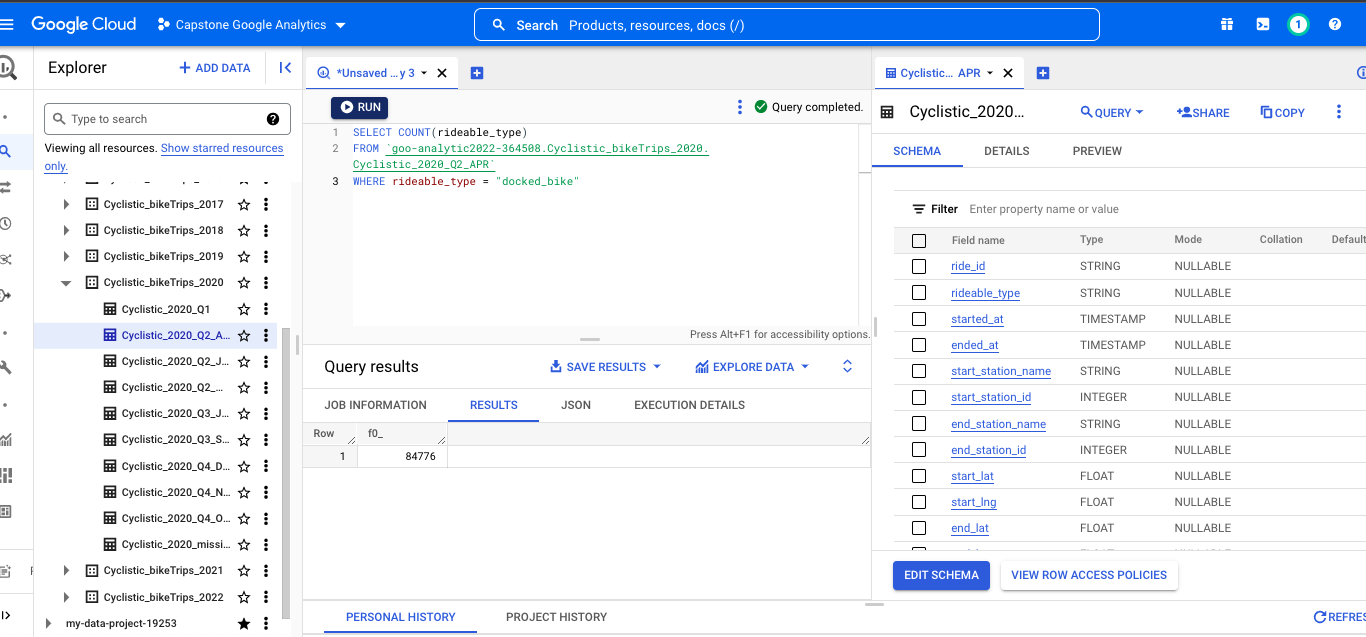 Google Cloud
Capstone Google Analytics
Search Products, resources, docs (/)
1
?
Explorer
+ ADD DATA
Type to search
?
Viewing all resources. Show starred resources
only.
Cyclistic_bikeTrips_2017
Cyclistic_bikeTrips_2018
Cyclistic_bikeTrips_2019
Cyclistic_bikeTrips_2020
Cyclistic_2020_Q1
Cyclistic_2020_Q2_A...
Cyclistic_2020_Q2_J...
Cyclistic_2020_Q2_...
Cyclistic_2020_Q3_J...
Cyclistic_2020_Q3_S...
Cyclistic_2020_Q4_D...
Cyclistic_2020_Q4_N...
Cyclistic_2020_Q4_O...
Cyclistic_2020_missi...
Cyclistic_bikeTrips_2021
Cyclistic_bikeTrips_2022
my-data-project-19253
*Unsaved ...y 3
RUN
Query completed.
1 SELECT COUNT(rideable_type)
2 FROM `goo-analytic2022-364508.Cyclistic_bikeTrips_2020.
Cyclistic_2020_Q2_APR`
3 WHERE rideable_type = "docked_bike"
Press Alt+F1 for accessibility options.
Query results
SAVE RESULTS
EXPLORE DATA
JOB INFORMATION
RESULTS
JSON
EXECUTION DETAILS
Row f0_
1 84776
PERSONAL HISTORY
PROJECT HISTORY
REFRES
Cyclistic... APR
Cyclistic_2020...
QUERY
SHARE
COPY
SCHEMA
DETAILS
PREVIEW
Filter Enter property name or value
Field name Type Mode Collation Default
ride_id STRING NULLABLE
rideable_type STRING NULLABLE
started_at TIMESTAMP NULLABLE
ended_at TIMESTAMP NULLABLE
start_station_name STRING NULLABLE
start_station_id INTEGER NULLABLE
end_station_name STRING NULLABLE
end_station_id INTEGER NULLABLE
start_lat FLOAT NULLABLE
start_lng FLOAT NULLABLE
end_lat FLOAT NULLABLE
EDIT SCHEMA
VIEW ROW ACCESS POLICIES